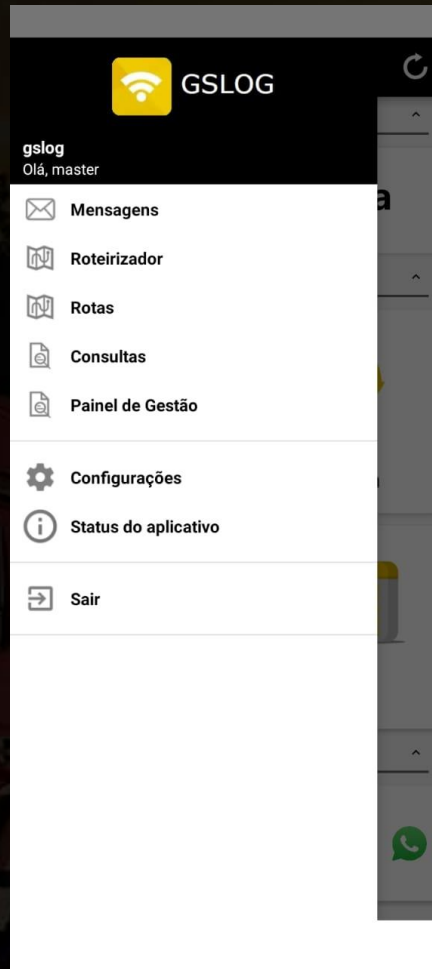 GSLOG
gslog
Olá, master
Mensagens
Roteirizador
Rotas
Consultas
Painel de Gestão
Configurações
Status do aplicativo
Sair
a